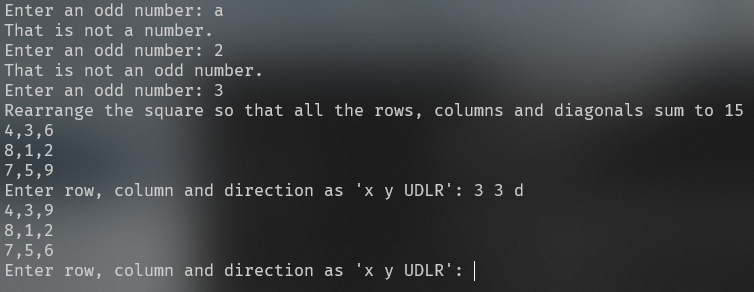 Enter an odd number: a
That is not a number.
Enter an odd number: 2
That is not an odd number.
Enter an odd number: 3
Rearrange the square so that all the rows, columns and diagonals sum to 15
4,3,6
8,1,2
7,5,9
Enter row, column and direction as 'x y UDLR': 3 3 d
4,3,9
8,1,2
7,5,6
Enter row, column and direction as 'x y UDLR':